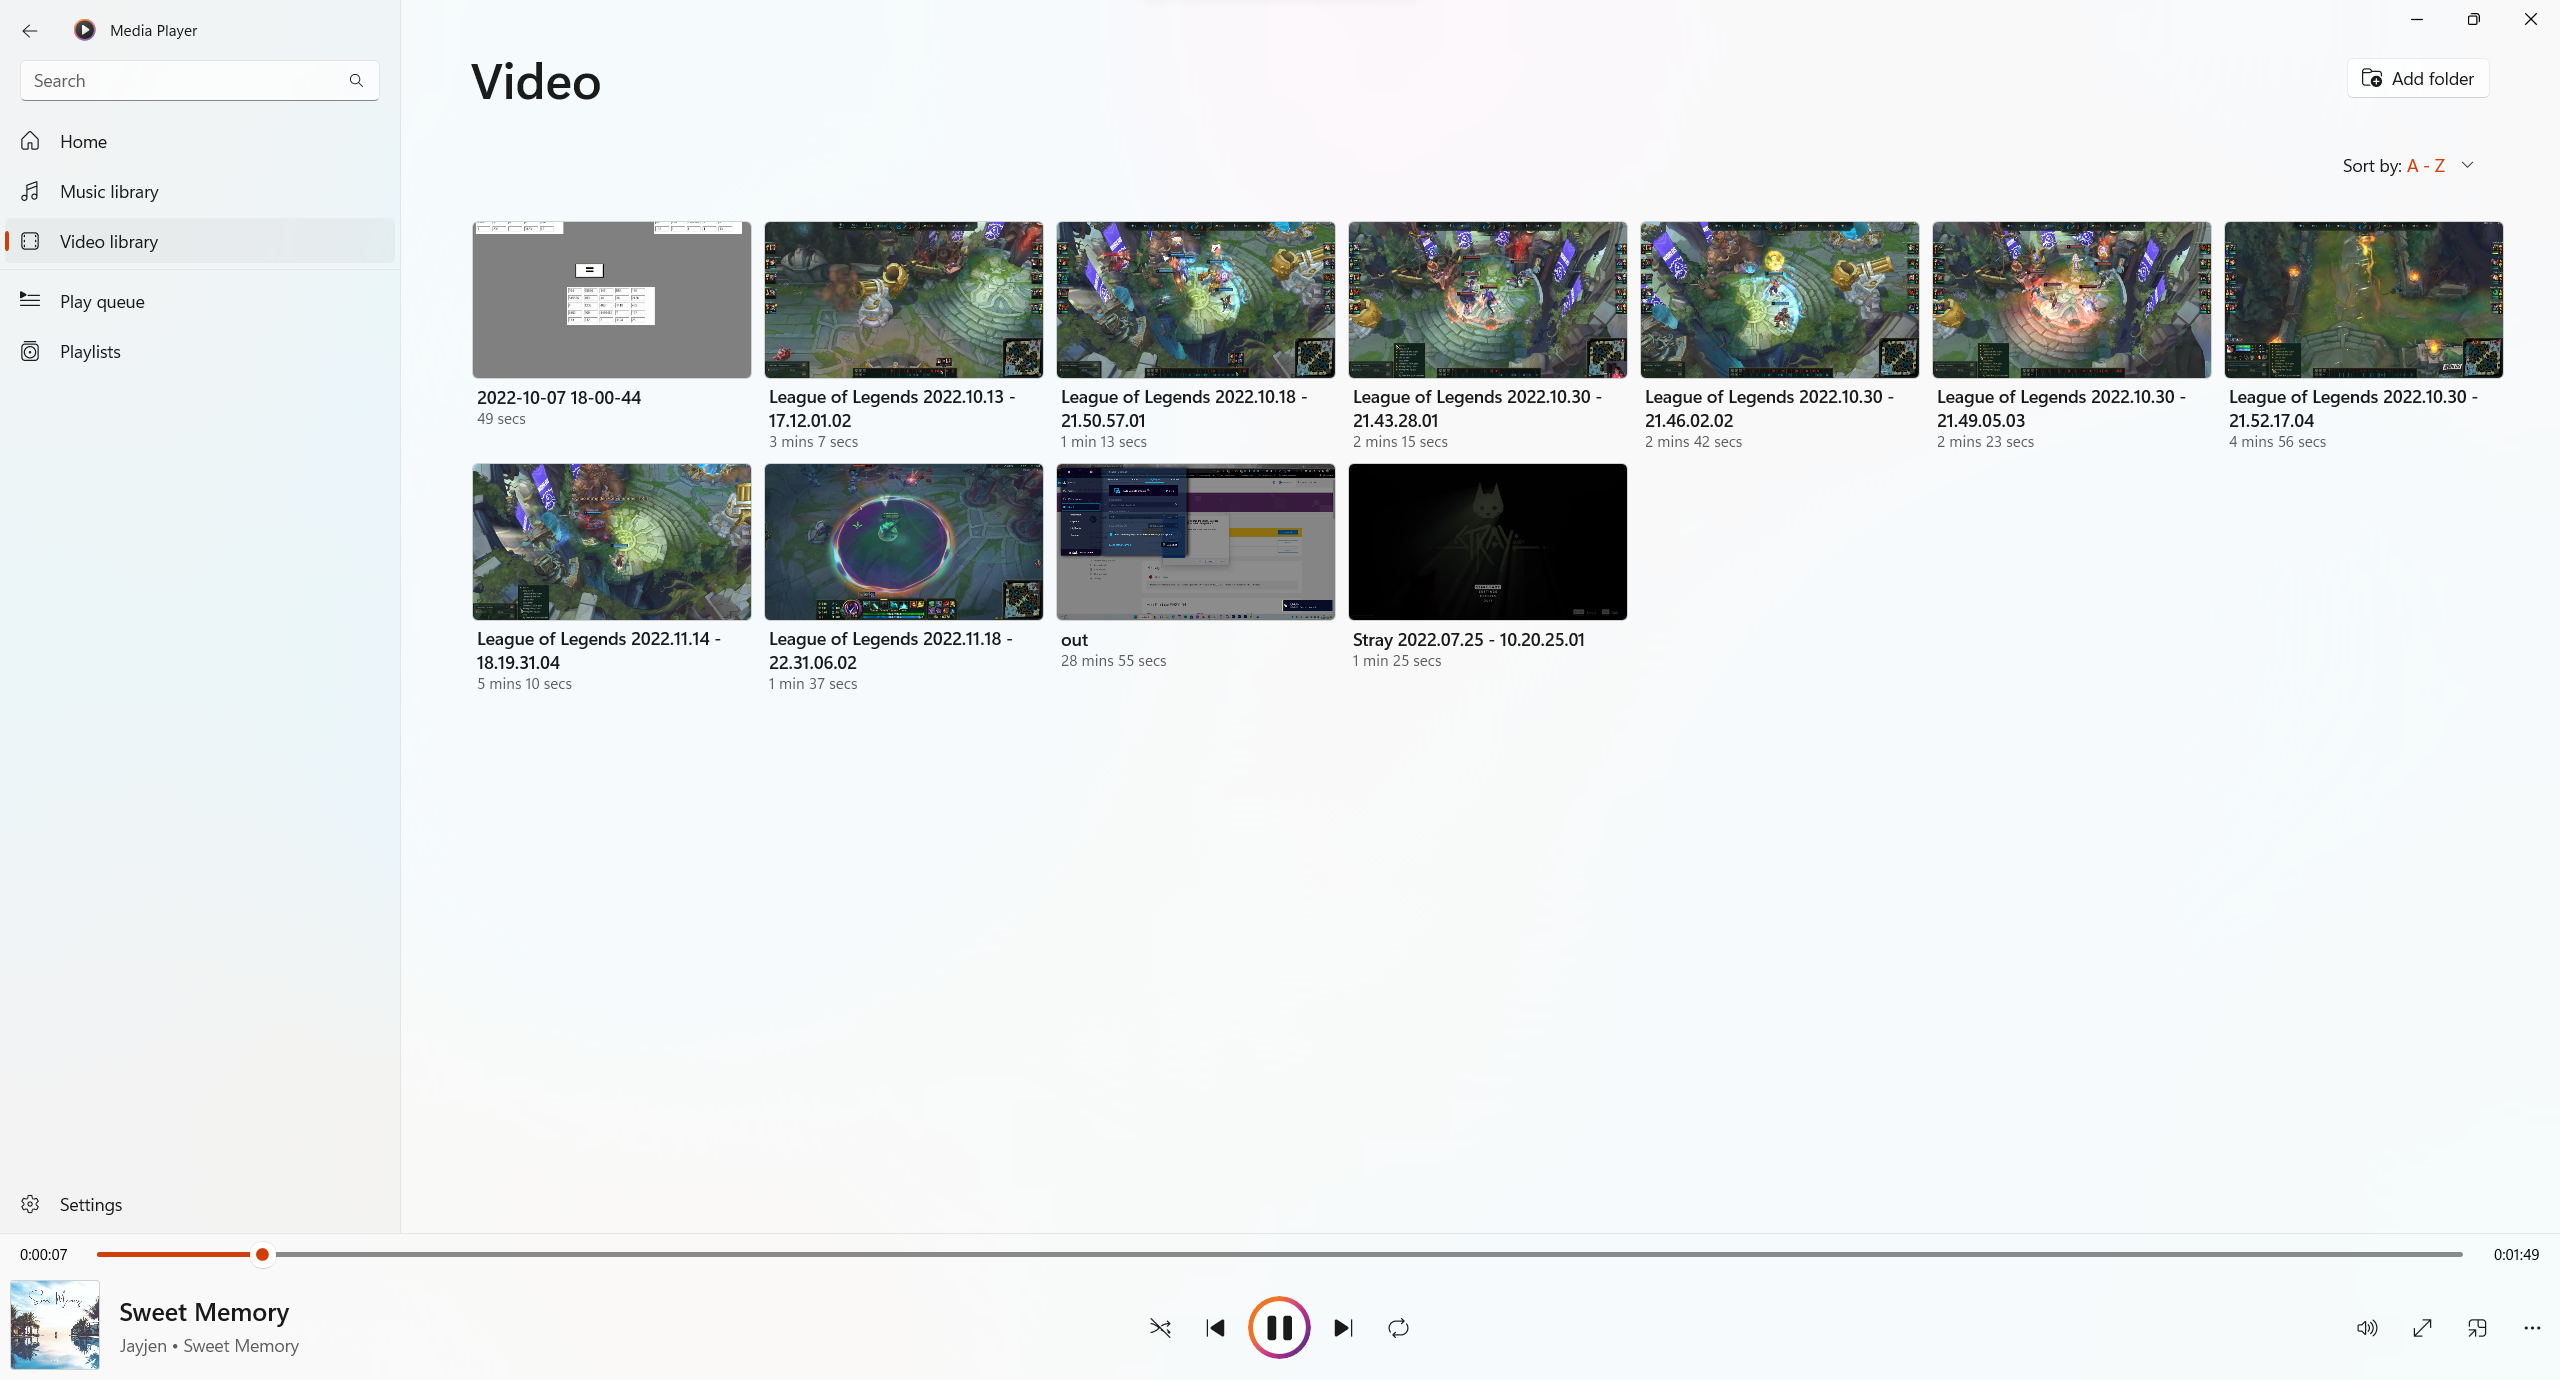 Media Player
Search
Home
Music library
Video library
Play queue
Playlists
Settings
Video
Add folder
Sort by: A - Z
2022-10-07 18-00-44
49 secs
League of Legends 2022.10.13 -
17.12.01.02
3 mins 7 secs
League of Legends 2022.10.18 -
21.50.57.01
1 min 13 secs
League of Legends 2022.10.30 -
21.43.28.01
2 mins 15 secs
League of Legends 2022.10.30 -
21.46.02.02
2 mins 42 secs
League of Legends 2022.10.30 -
21.49.05.03
2 mins 23 secs
League of Legends 2022.10.30 -
21.52.17.04
4 mins 56 secs
League of Legends 2022.11.14 -
18.19.31.04
5 mins 10 secs
League of Legends 2022.11.18 -
22.31.06.02
1 min 37 secs
out
28 mins 55 secs
STRAY
Stray 2022.07.25 - 10.20.25.01
1 min 25 secs
0:00:07
0:01:49
Sweet Memory
Sweet Memory
Jayjen • Sweet Memory